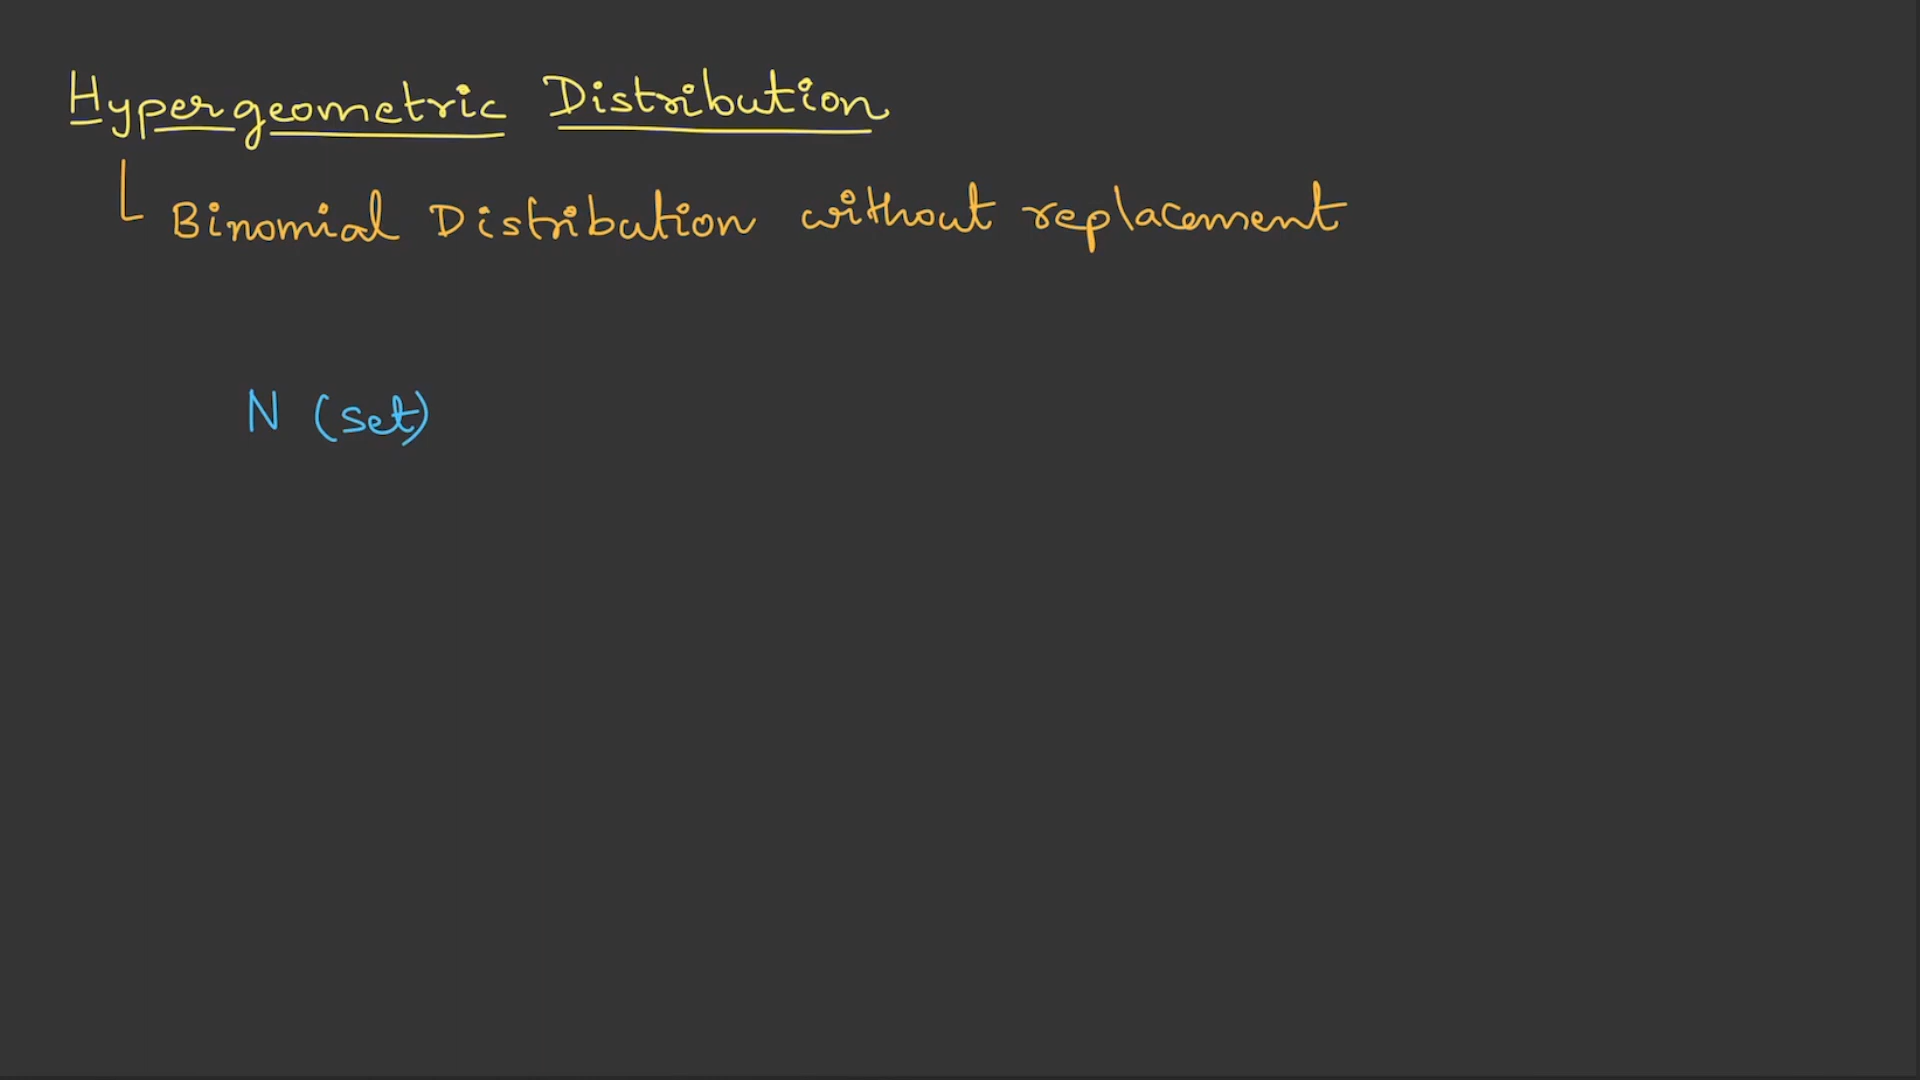 Hypergeometric Distribution
Binomial Distribution without replacement
N (set)